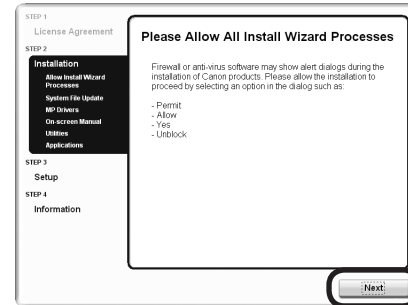 STEP 1
License Agreement
STEP 2
Installation
Allow Install Wizard
Processes
System File Update
MP Drivers
On-screen Manual
Utilities
Applications
STEP 3
Setup
STEP 4
Information
Please Allow All Install Wizard Processes
Firewall or anti-virus software may show alert dialogs during the
installation of Canon products. Please allow the installation to
proceed by selecting an option in the dialog such as:
- Permit
- Allow
- Yes
- Unblock
Next